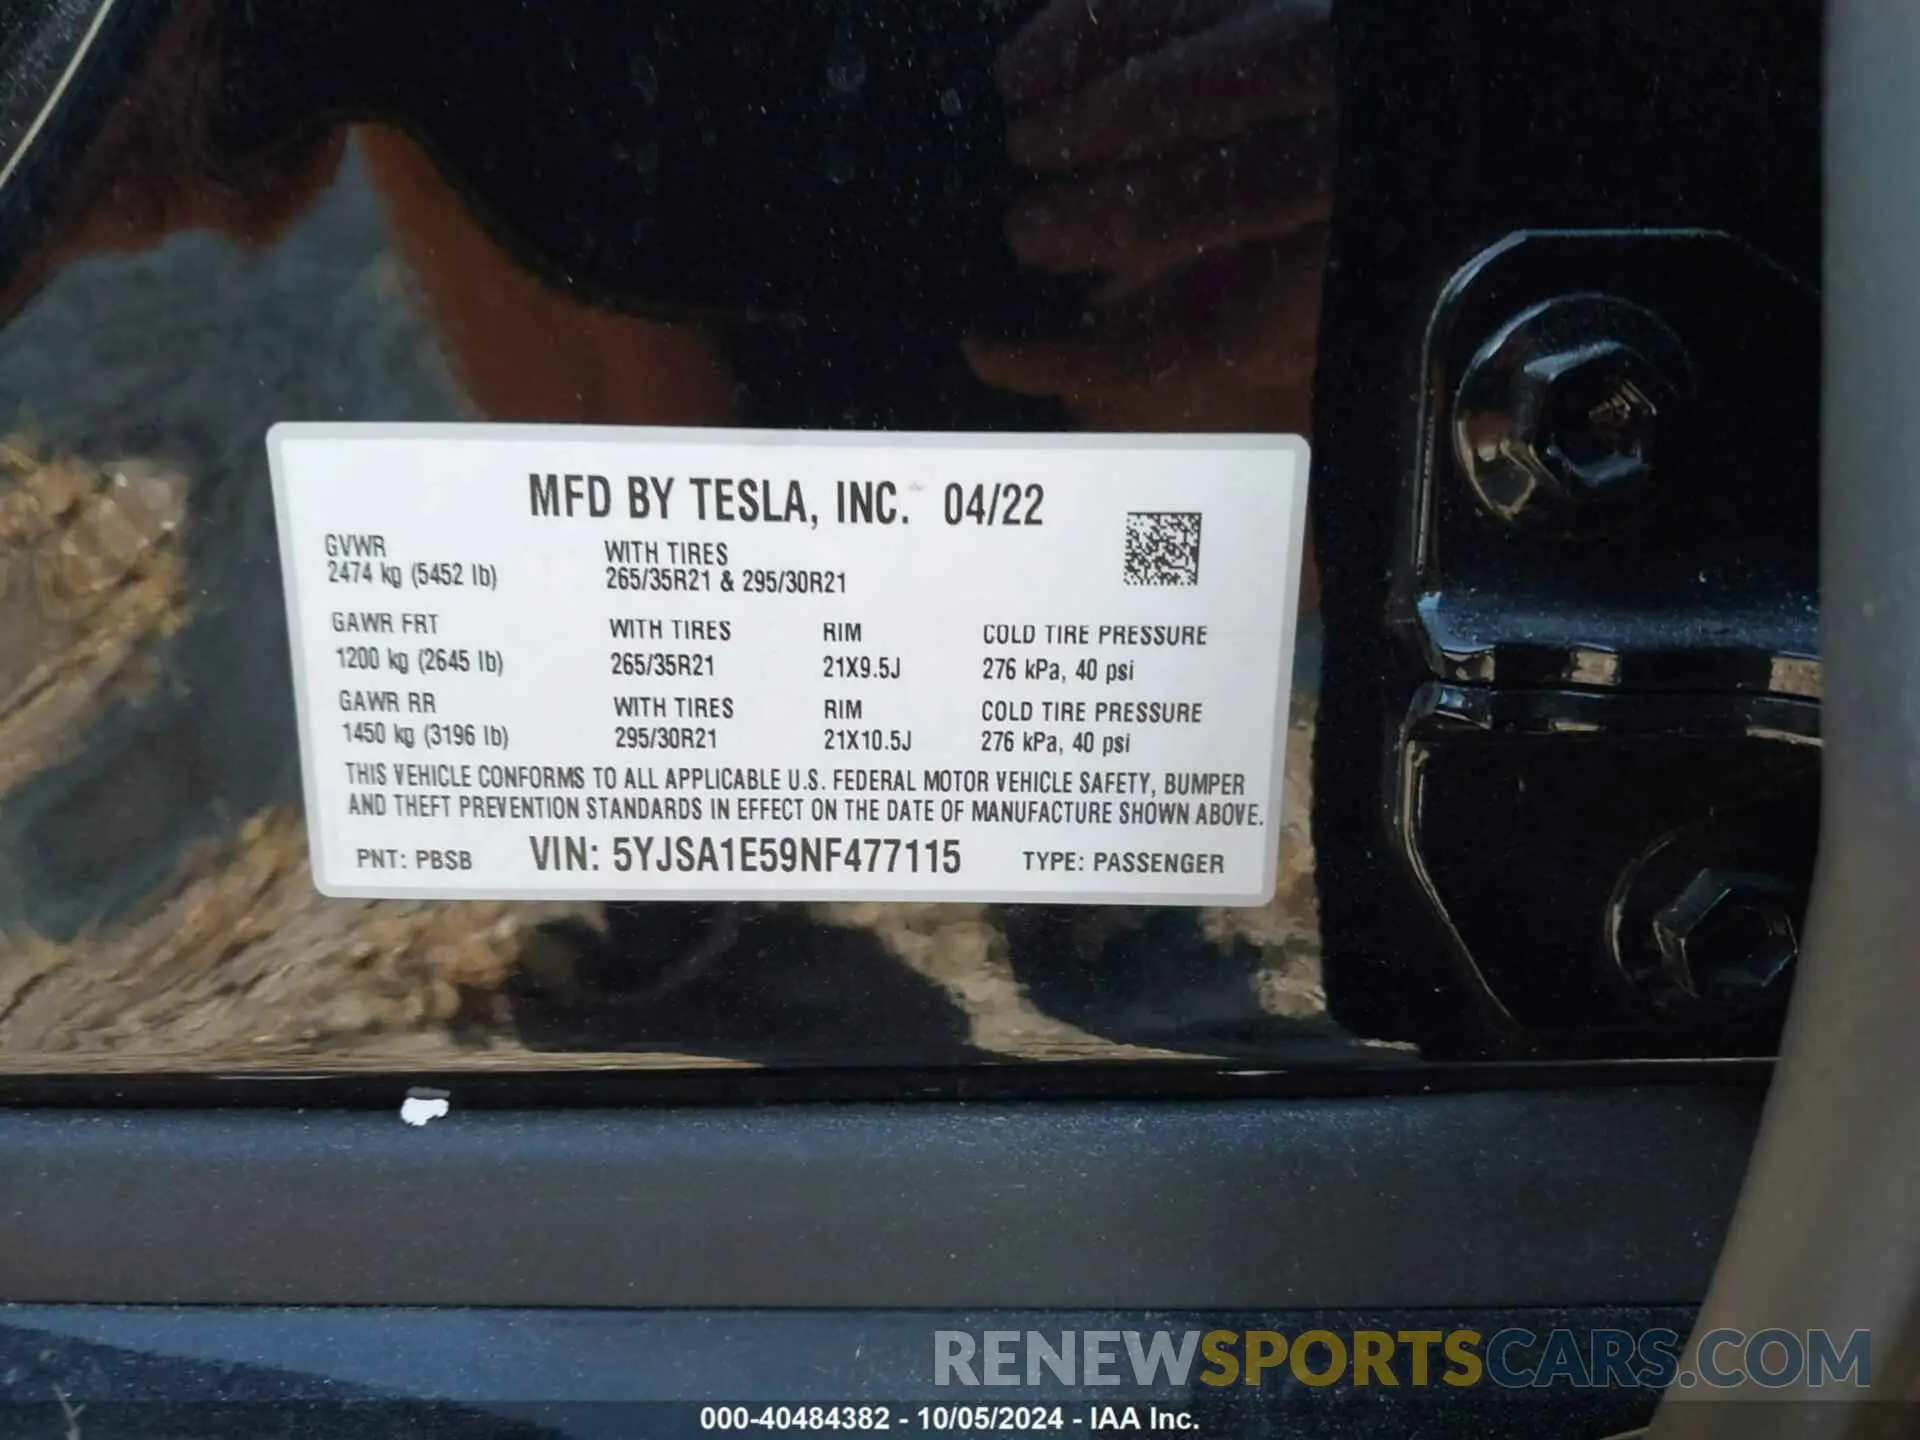 MFD BY TESLA, INC. 04/22
GVWR WITH TIRES
2474 kg (5452 lb) 265/35R21 & 295/30R21
GAWR FRT WITH TIRES RIM COLD TIRE PRESSURE
1200 kg (2645 lb) 265/35R21 21X9.5J 276 kPa, 40 psi
GAWR RR WITH TIRES RIM COLD TIRE PRESSURE
1450 kg (3196 lb) 295/30R21 21X10.5J 276 kPa, 40 psi
THIS VEHICLE CONFORMS TO ALL APPLICABLE U.S. FEDERAL MOTOR VEHICLE SAFETY, BUMPER
AND THEFT PREVENTION STANDARDS IN EFFECT ON THE DATE OF MANUFACTURE SHOWN ABOVE.
PNT: PBSB VIN: 5YJSA1E59NF477115 TYPE: PASSENGER
RENEWSPORTSCARS.COM
000-40484382 - 10/05/2024 - IAA Inc.